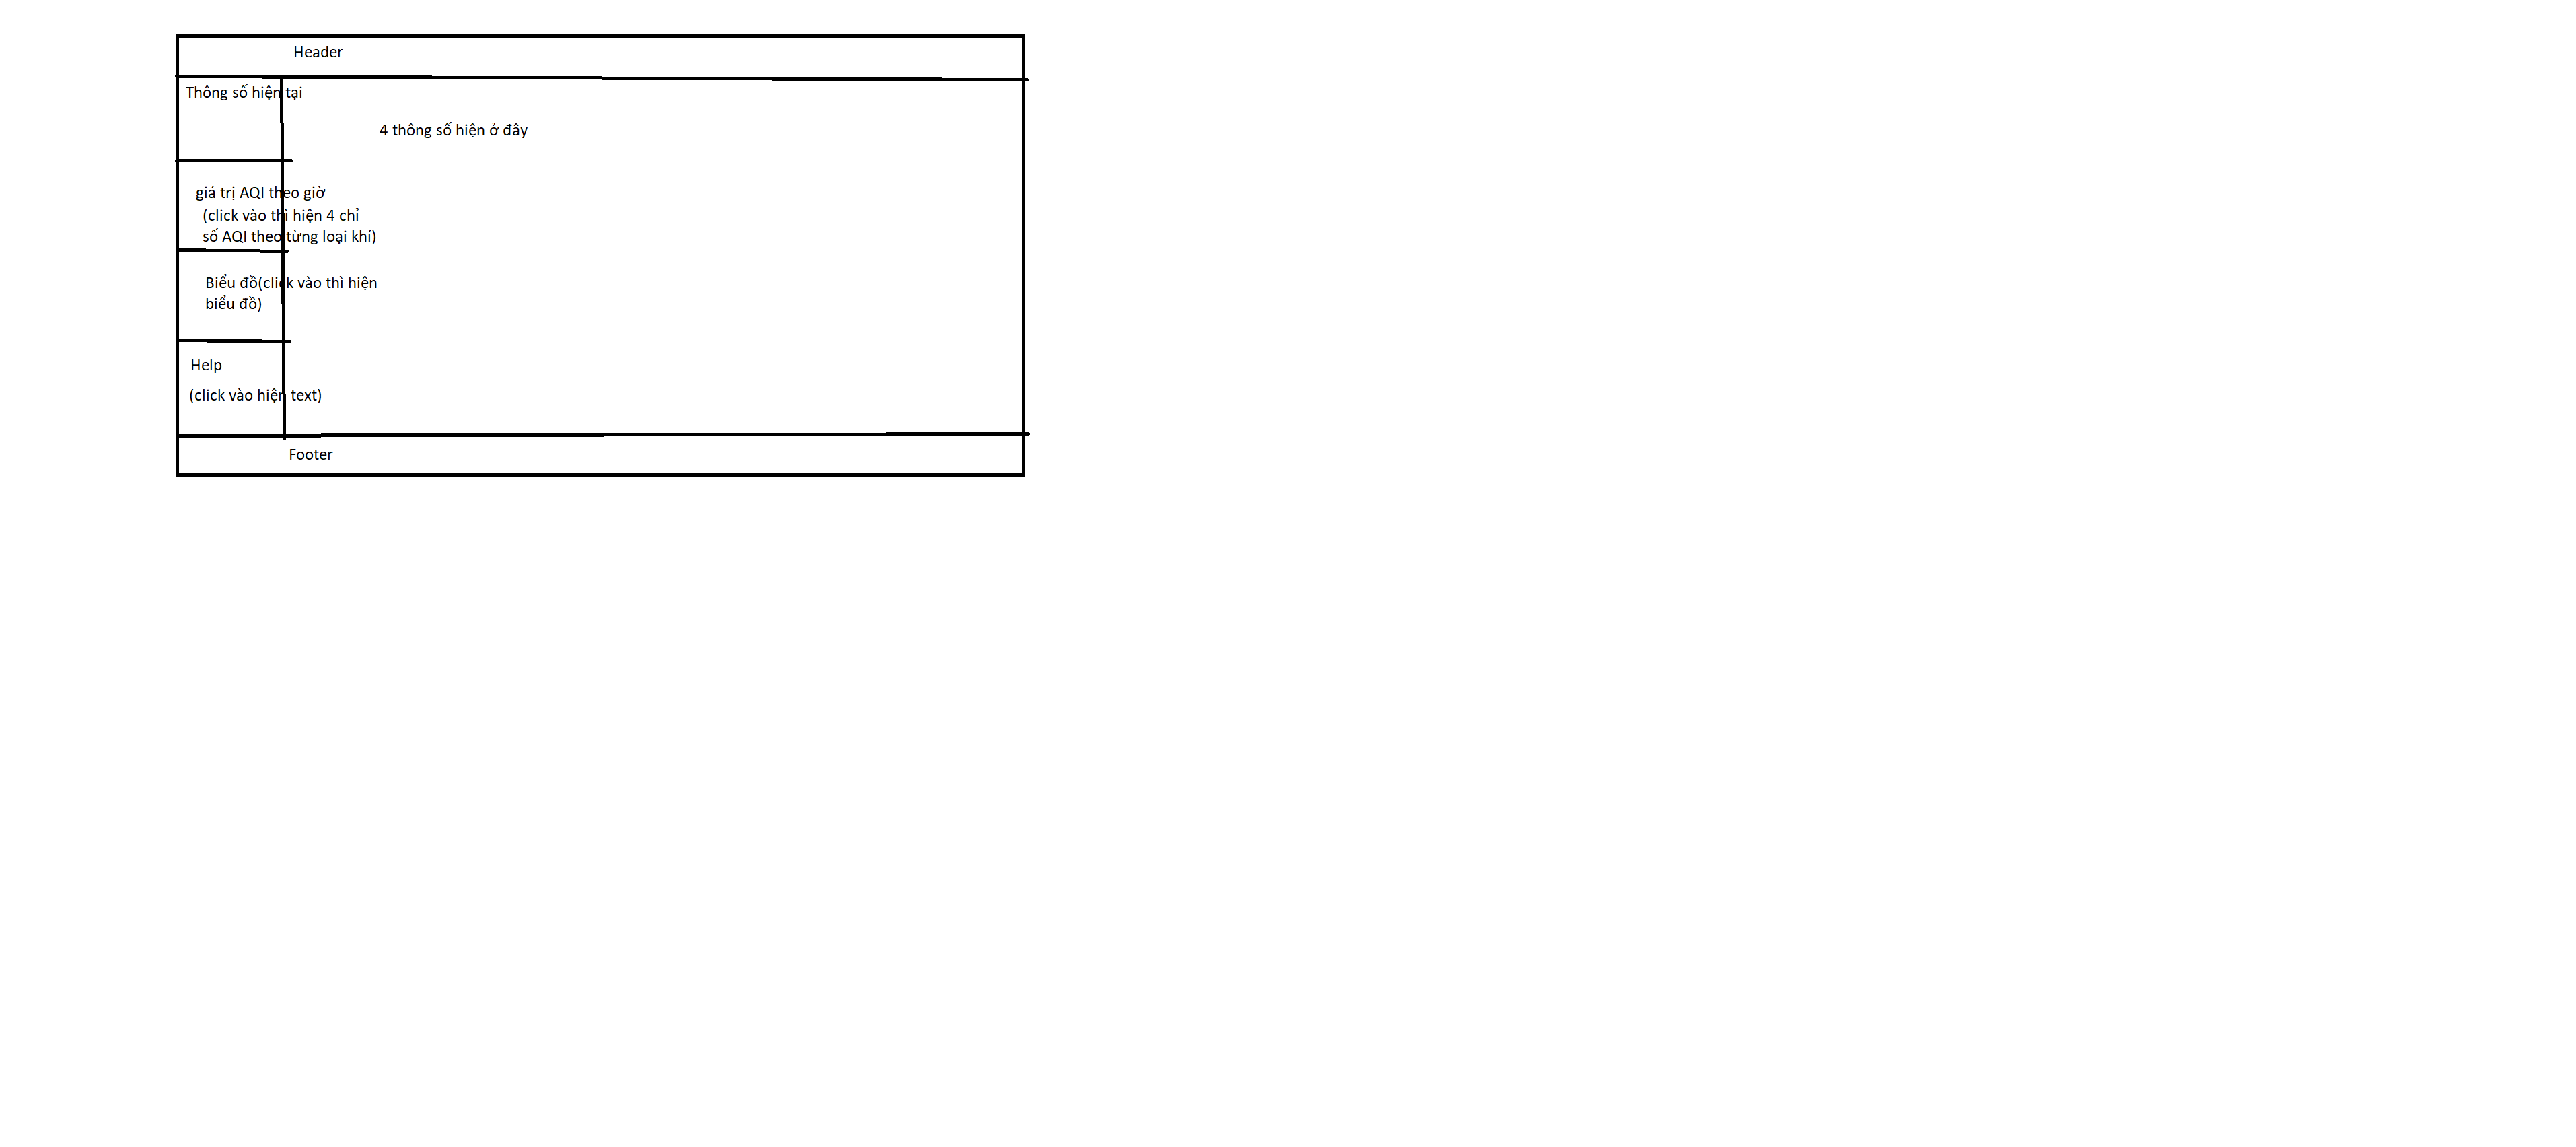 Header
Thông số hiện tại
4 thông số hiện ở đây
giá trị AQI theo giờ
(click vào thì hiện 4 chỉ
số AQI theo từng loại khí)
Biểu đồ(click vào thì hiện
biểu đồ)
Help
(click vào hiện text)
Footer